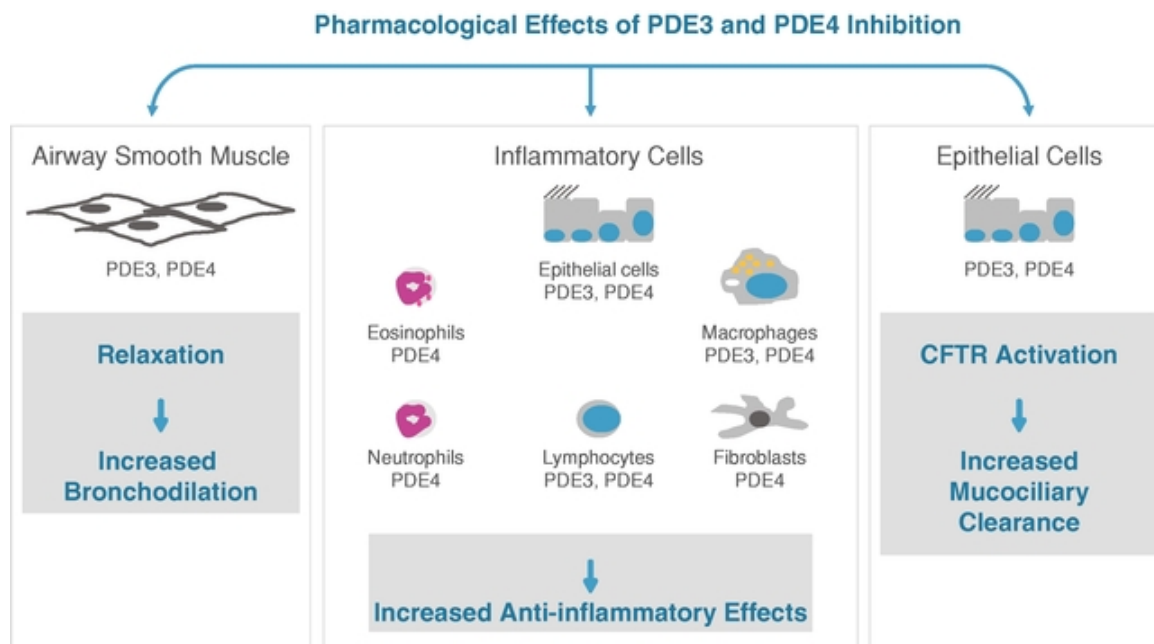 Pharmacological Effects of PDE3 and PDE4 Inhibition
Airway Smooth Muscle
PDE3, PDE4
Relaxation
Increased
Bronchodilation
Inflammatory Cells
Epithelial cells
PDE3, PDE4
Eosinophils
PDE4
Macrophages
PDE3, PDE4
Neutrophils
PDE4
Lymphocytes
PDE3, PDE4
Fibroblasts
PDE4
Increased Anti-inflammatory Effects
Epithelial Cells
PDE3, PDE4
CFTR Activation
Increased
Mucociliary
Clearance